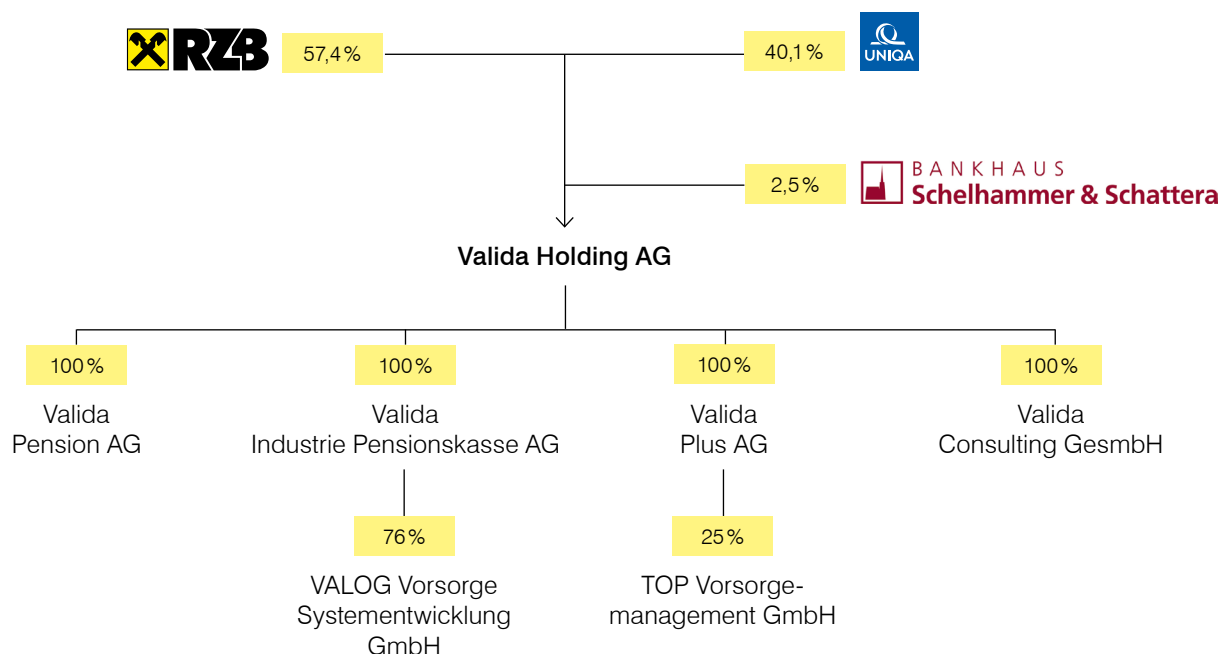 RZB
57,4%
40,1%
UNIQA
2,5%
BANKHAUS
Schelhammer & Schattera
Valida Holding AG
100%
100%
100%
100%
Valida
Pension AG
Valida
Industrie Pensionskasse AG
Valida
Plus AG
Valida
Consulting GesmbH
76%
25%
VALOG Vorsorge
Systementwicklung
GmbH
TOP Vorsorge-
management GmbH